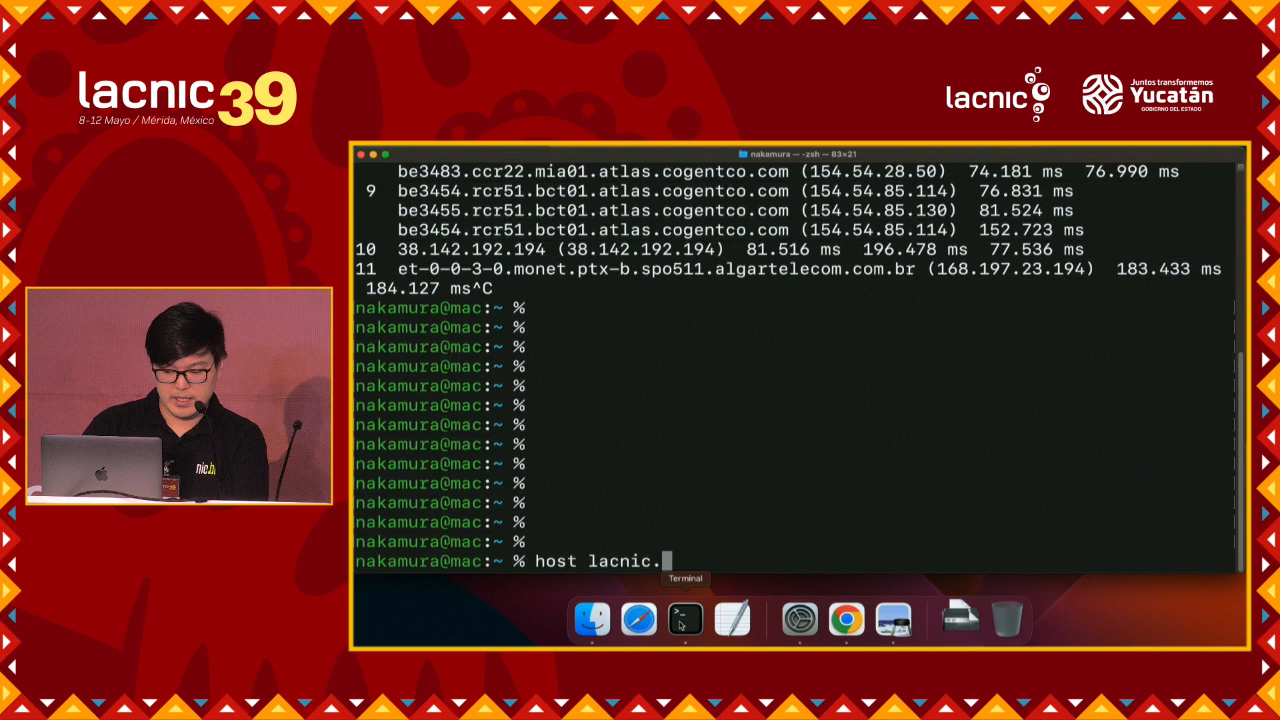 lacnic 39
8-12 Mayo / Mérida, México
lacnic
Juntos transformemos
Yucatán
GOBIERNO DEL ESTADO
nakamura — -zsh — 83×21
be3483.ccr22.mia01.atlas.cogentco.com (154.54.28.50)  74.181 ms  76.990 ms
9  be3454.rcr51.bct01.atlas.cogentco.com (154.54.85.114)  76.831 ms
be3455.rcr51.bct01.atlas.cogentco.com (154.54.85.130)  81.524 ms
be3454.rcr51.bct01.atlas.cogentco.com (154.54.85.114)  152.723 ms
10  38.142.192.194 (38.142.192.194)  81.516 ms  196.478 ms  77.536 ms
11  et-0-0-3-0.monet.ptx-b.spo511.algartelecom.com.br (168.197.23.194)  183.433 ms
184.127 ms^C
nakamura@mac:~ %
nakamura@mac:~ %
nakamura@mac:~ %
nakamura@mac:~ %
nakamura@mac:~ %
nakamura@mac:~ %
nakamura@mac:~ %
nakamura@mac:~ %
nakamura@mac:~ %
nakamura@mac:~ %
nakamura@mac:~ %
nakamura@mac:~ %
nakamura@mac:~ %
nakamura@mac:~ % host lacnic.
Terminal
nic.b